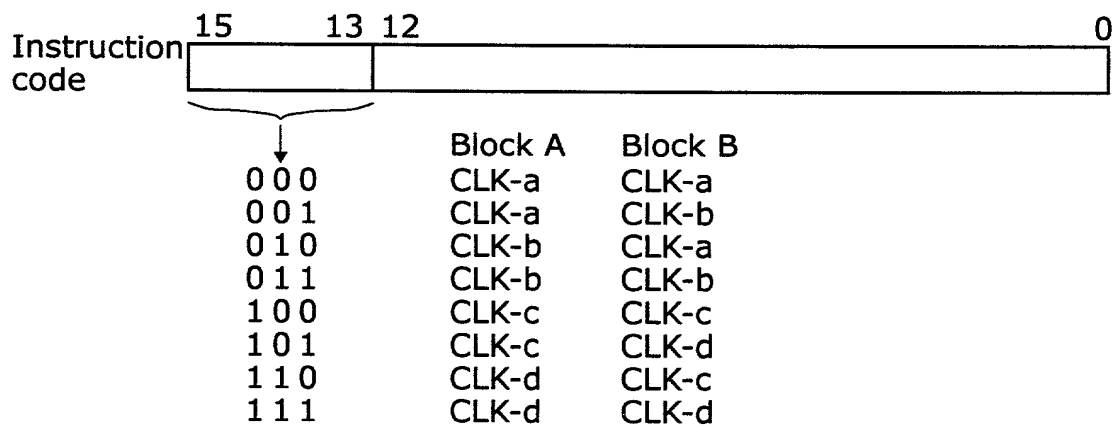 15 13 12 0
Instruction
code
Block A Block B
0 0 0 CLK-a CLK-a
0 0 1 CLK-a CLK-b
0 1 0 CLK-b CLK-a
0 1 1 CLK-b CLK-b
1 0 0 CLK-c CLK-c
1 0 1 CLK-c CLK-d
1 1 0 CLK-d CLK-c
1 1 1 CLK-d CLK-d